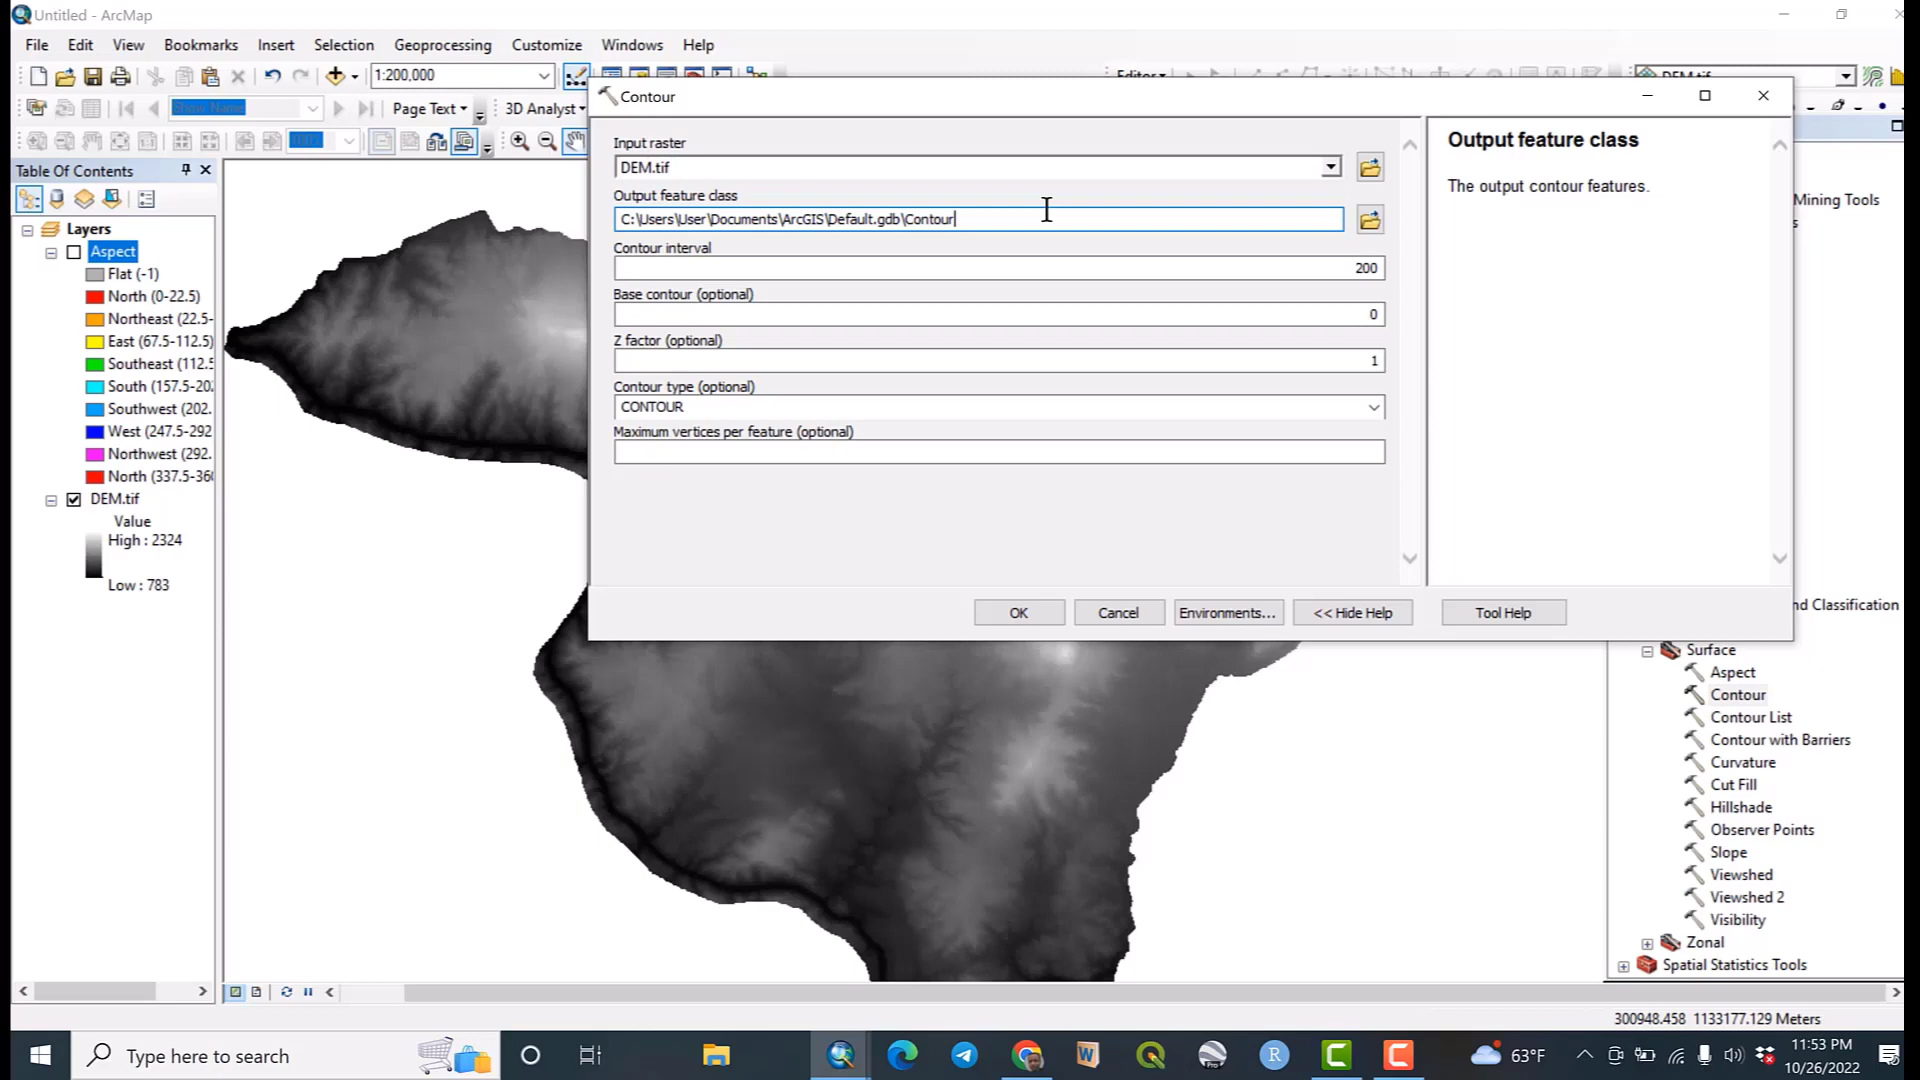 Untitled - ArcMap
File Edit View Bookmarks Insert Selection Geoprocessing Customize Windows Help
1:200,000
Editor
DEM.tif
Show Name
Page Text
3D Analyst
Contour
Table Of Contents
Layers
Aspect
Flat (-1)
North (0-22.5)
Northeast (22.5-
East (67.5-112.5)
Southeast (112.5
South (157.5-20
Southwest (202.
West (247.5-292
Northwest (292.
North (337.5-36
DEM.tif
Value
High : 2324
Low : 783
Input raster
DEM.tif
Output feature class
C:\Users\User\Documents\ArcGIS\Default.gdb\Contour
Contour interval
200
Base contour (optional)
0
Z factor (optional)
1
Contour type (optional)
CONTOUR
Maximum vertices per feature (optional)
OK
Cancel
Environments...
<< Hide Help
Tool Help
Output feature class
The output contour features.
Mining Tools
nd Classification
Surface
Aspect
Contour
Contour List
Contour with Barriers
Curvature
Cut Fill
Hillshade
Observer Points
Slope
Viewshed
Viewshed 2
Visibility
Zonal
Spatial Statistics Tools
300948.458 1133177.129 Meters
Type here to search
63°F
11:53 PM
10/26/2022